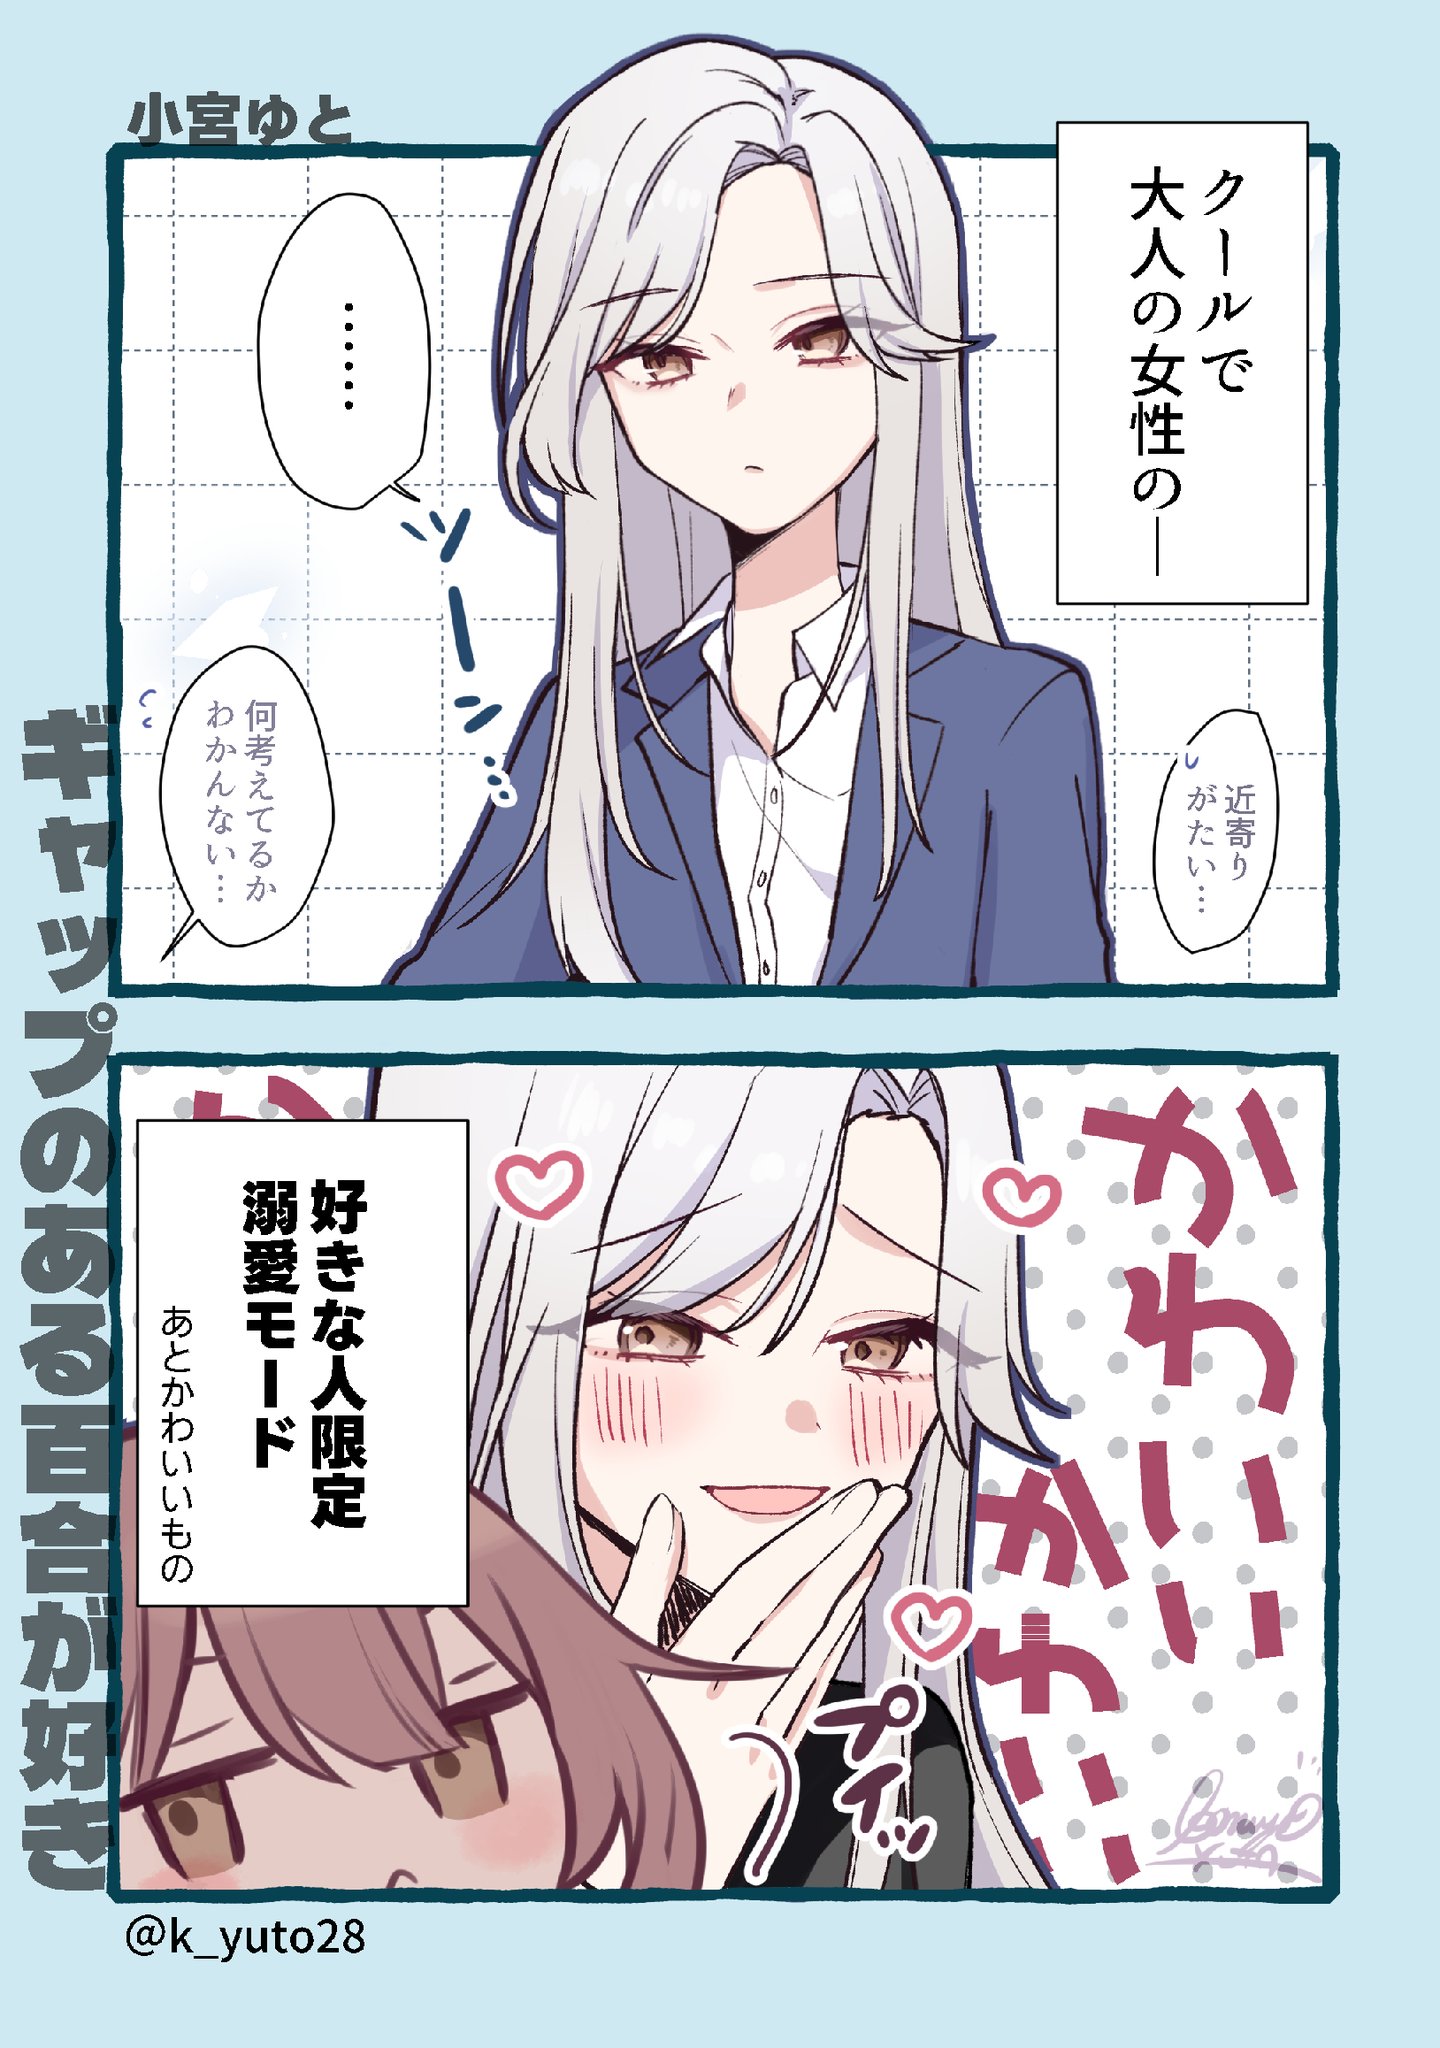 小宮ゆと
ギャップのある百合が好き
クールで
大人の女性の―
……
ツーン…
近寄り
がたい…
何考えてるか
わかんない…
かわいい
かわいい
か
好きな人限定
溺愛モード
あとかわいいもの
プイッ
@k_yuto28